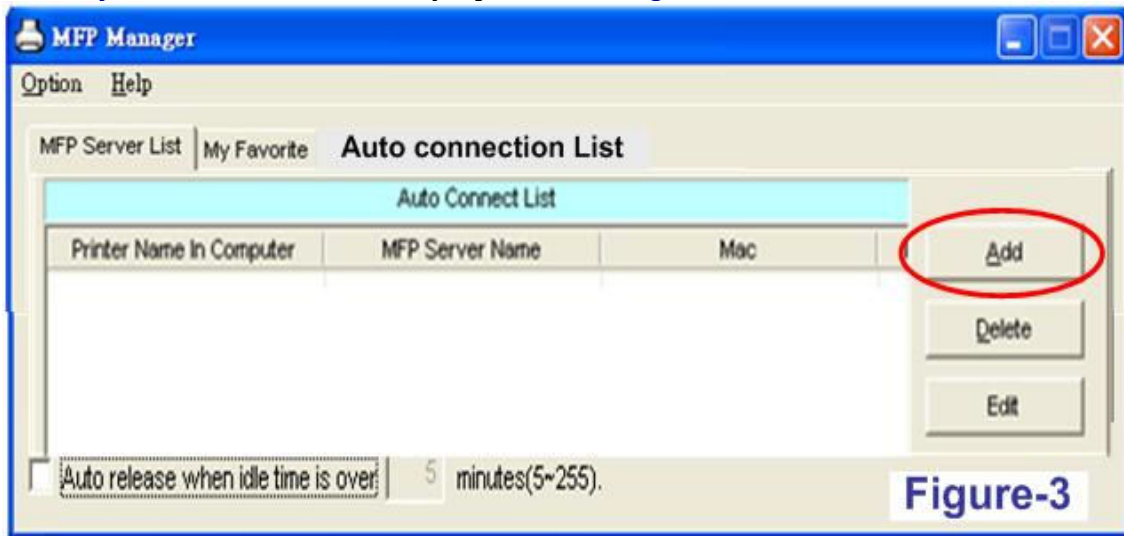 MFP Manager
Option Help
MFP Server List My Favorite Auto connection List
Auto Connect List
Printer Name In Computer MFP Server Name Mac
Add
Delete
Edit
Auto release when idle time is over 5 minutes(5~255).
Figure-3